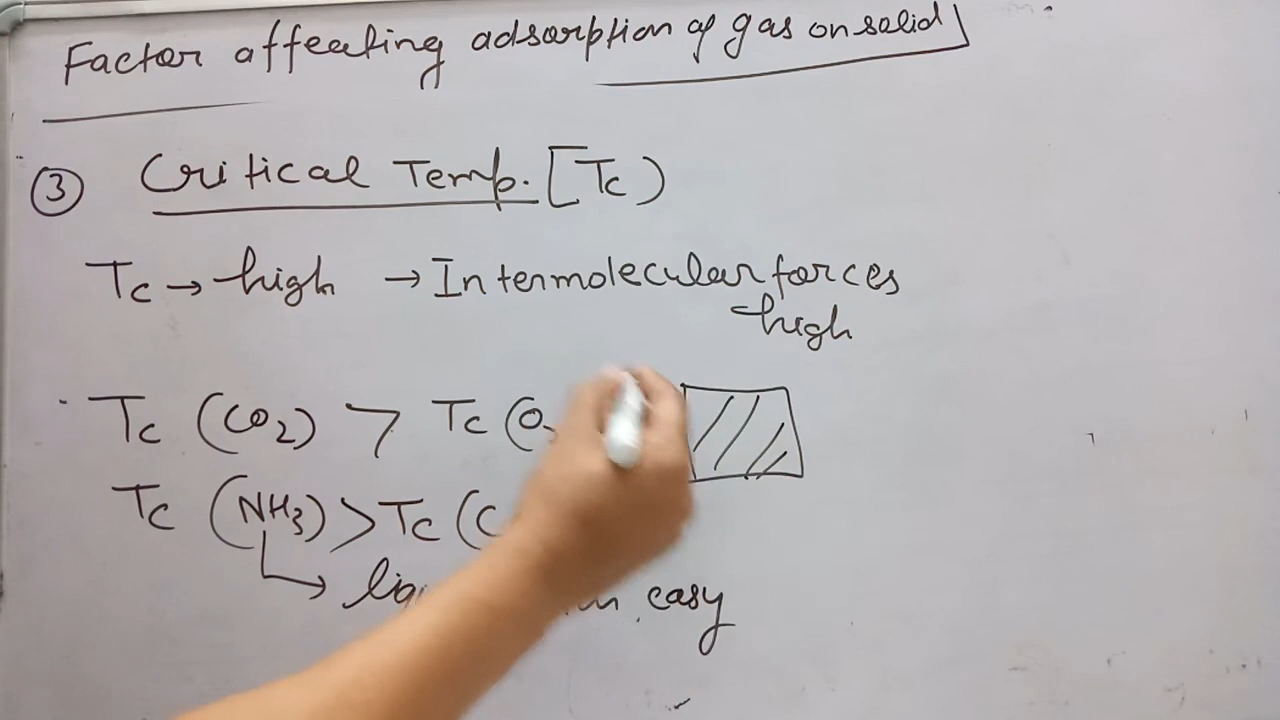 Factor affecting adsorption of gas on solid
③ Critical Temp. [Tc)
Tc → high → Intermolecular forces
high
Tc (CO2) > Tc (O
Tc (NH3) > Tc (C
easy